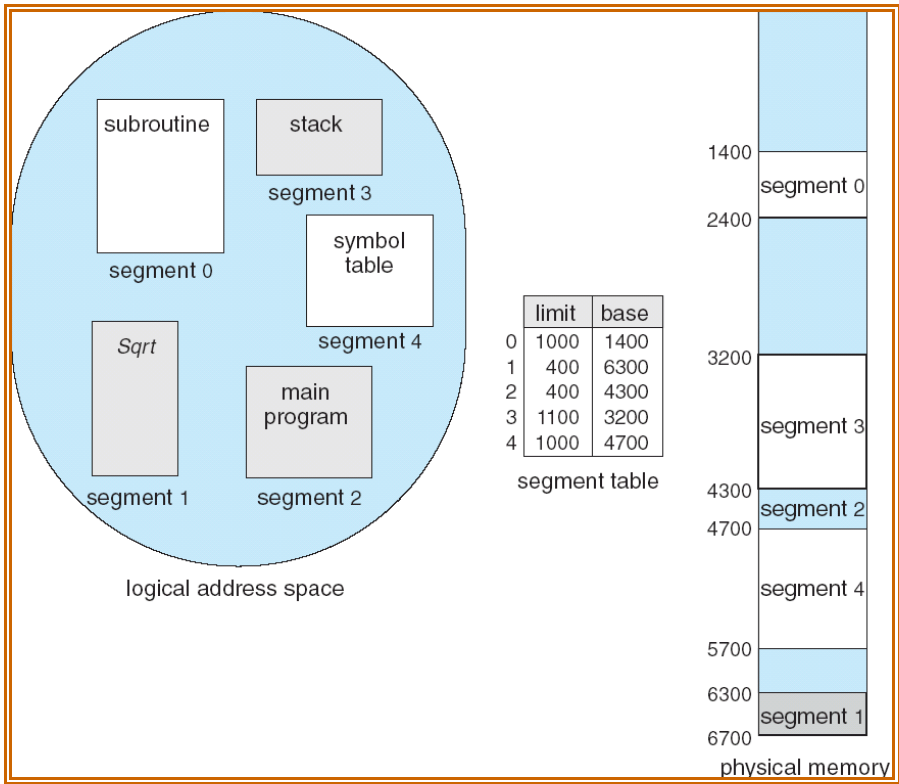 subroutine
segment 0
stack
segment 3
symbol
table
segment 4
Sqrt
segment 1
main
program
segment 2
logical address space
limit base
0 1000 1400
1 400 6300
2 400 4300
3 1100 3200
4 1000 4700
segment table
1400
segment 0
2400
3200
segment 3
4300
segment 2
4700
segment 4
5700
6300
segment 1
6700
physical memory